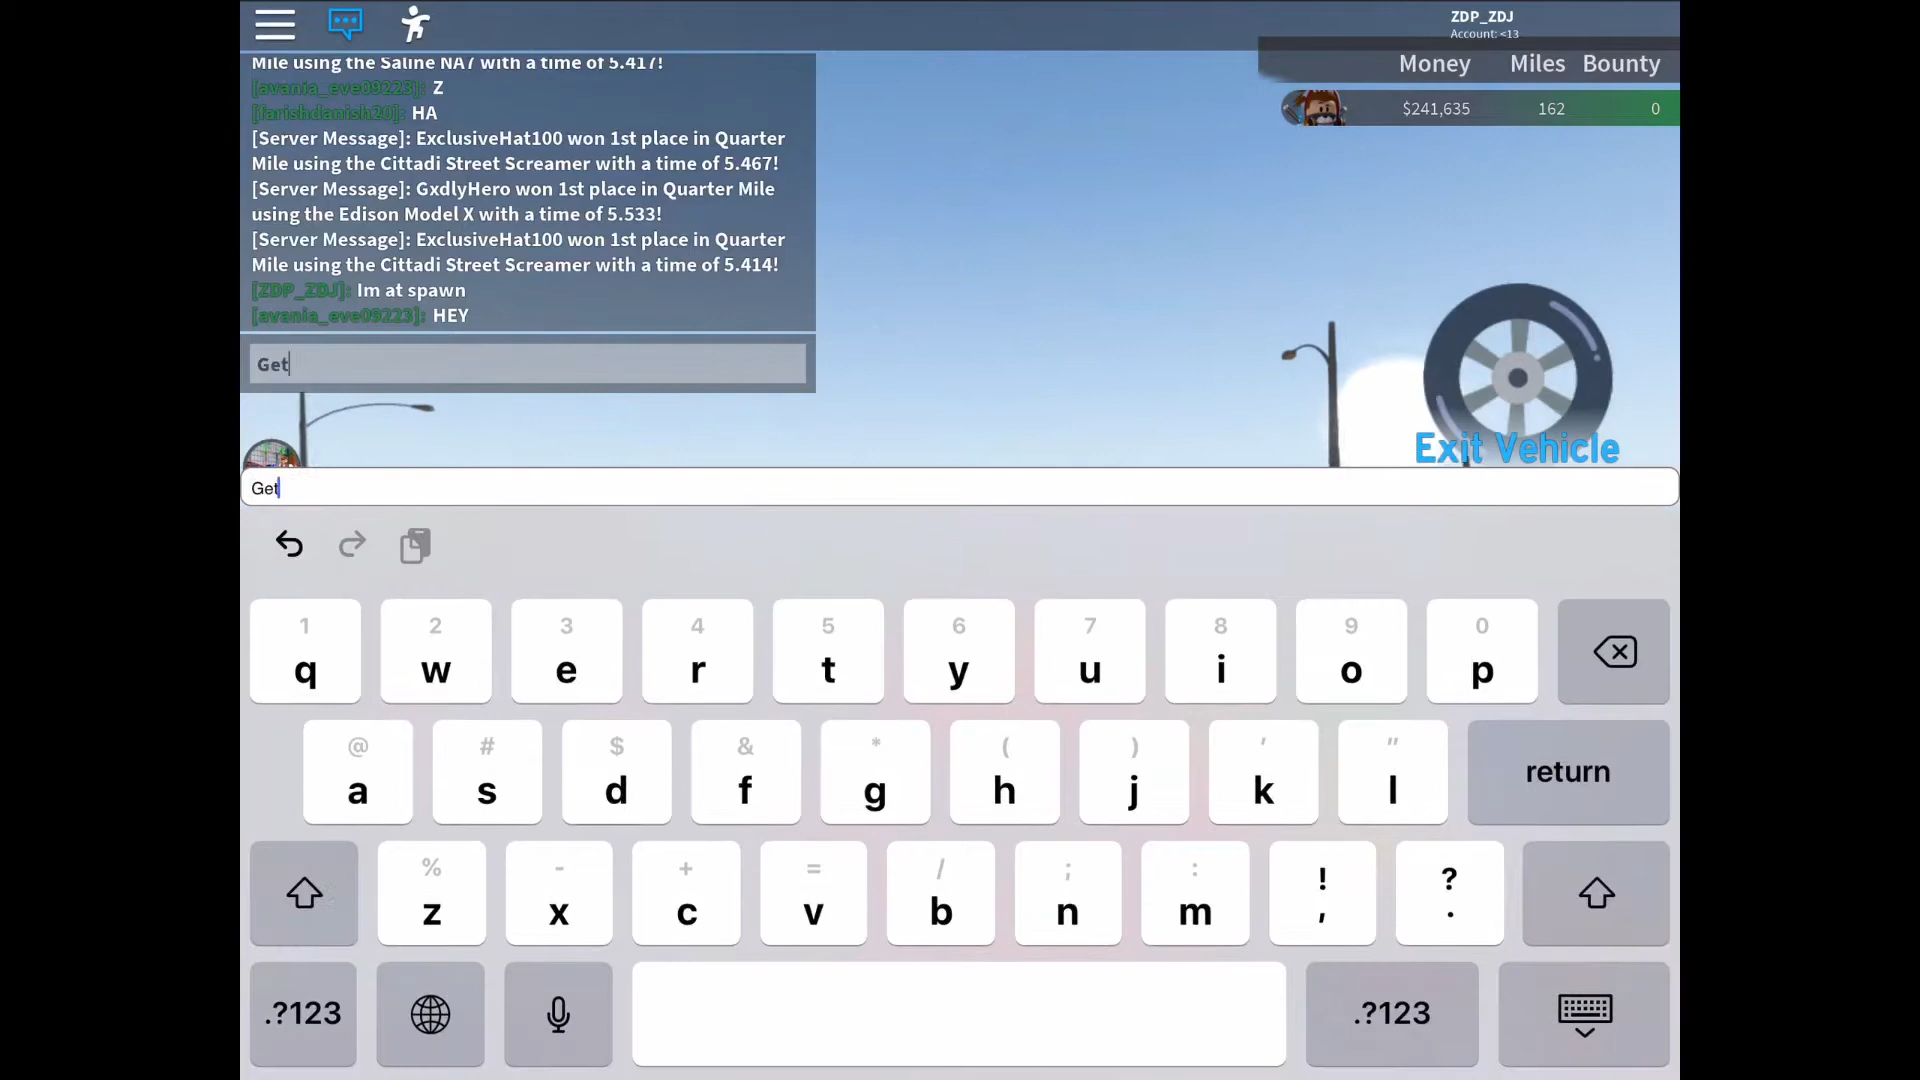 ZDP_ZDJ
Account: <13
Money Miles Bounty
$241,635 162 0
Mile using the Saline NA7 with a time of 5.417!
[avania_eve09223]: Z
[farishdanish20]: HA
[Server Message]: ExclusiveHat100 won 1st place in Quarter
Mile using the Cittadi Street Screamer with a time of 5.467!
[Server Message]: GxdlyHero won 1st place in Quarter Mile
using the Edison Model X with a time of 5.533!
[Server Message]: ExclusiveHat100 won 1st place in Quarter
Mile using the Cittadi Street Screamer with a time of 5.414!
[ZDP_ZDJ]: Im at spawn
[avania_eve09223]: HEY
Get
Exit Vehicle
Get
1 2 3 4 5 6 7 8 9 0
q w e r t y u i o p
@ # $ & * ( ) ' "
a s d f g h j k l return
% - + = / ; : ! ?
z x c v b n m , .
.?123 .?123